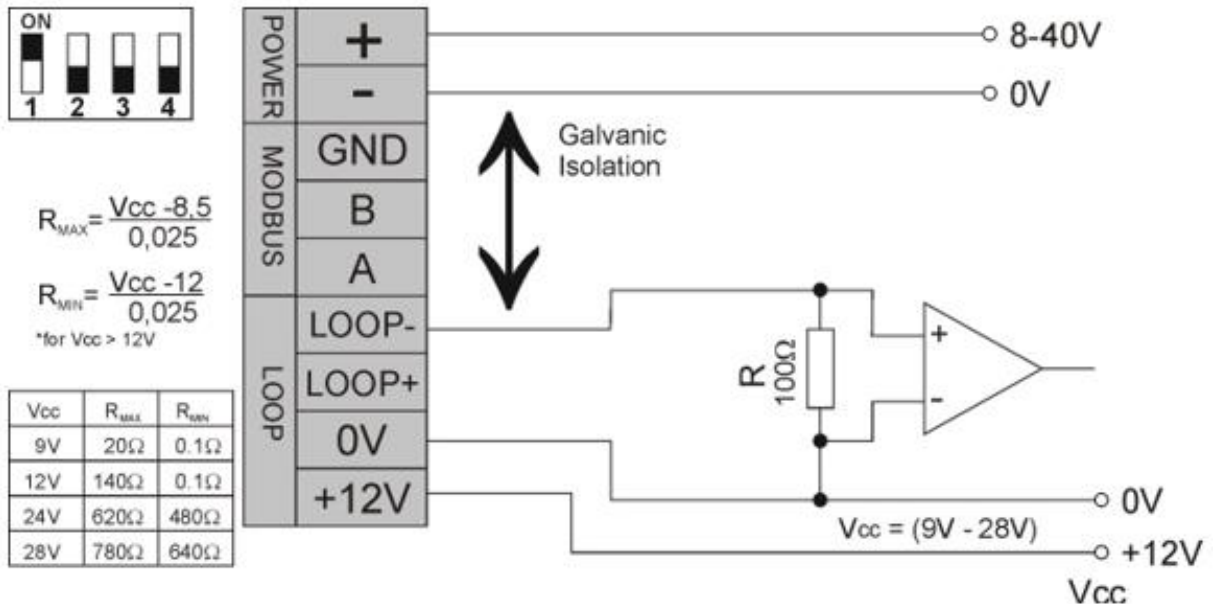 ON
1 2 3 4
POWER
+
-
MODBUS
GND
B
A
LOOP
LOOP-
LOOP+
0V
+12V
8-40V
0V
Galvanic
Isolation
RMAX= Vcc -8,5
0,025
RMIN= Vcc -12
0,025
*for Vcc > 12V
Vcc RMAX RMIN
9V 20Ω 0.1Ω
12V 140Ω 0.1Ω
24V 620Ω 480Ω
28V 780Ω 640Ω
R
100Ω
+
-
0V
Vcc = (9V - 28V)
+12V
Vcc